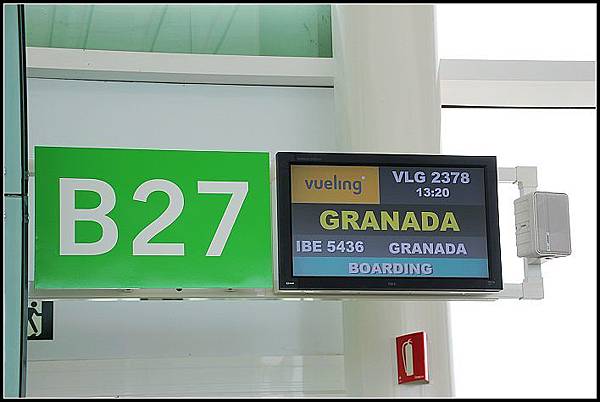 B27
vueling
VLG 2378
13:20
GRANADA
IBE 5436 GRANADA
BOARDING